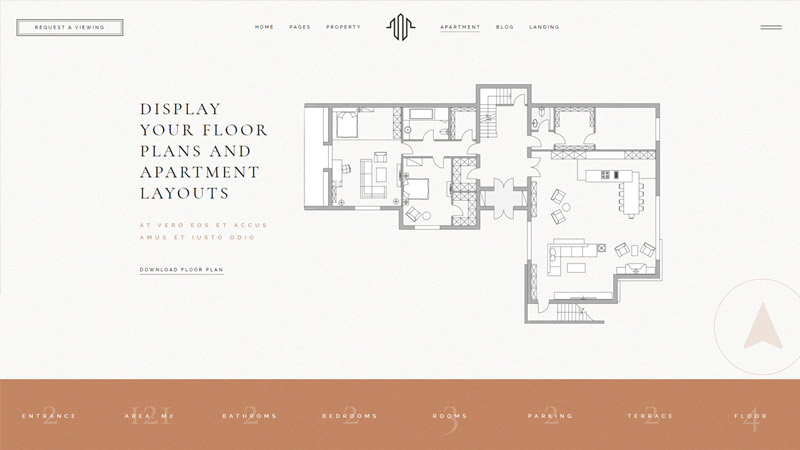 REQUEST A VIEWING
HOME PAGES PROPERTY APARTMENT BLOG LANDING
DISPLAY
YOUR FLOOR
PLANS AND
APARTMENT
LAYOUTS
AT VERO EOS ET ACCUS
AMUS ET IUSTO ODIO
DOWNLOAD FLOOR PLAN
2 121 2 2 3 2 2 4
ENTRANCE AREA M2 BATHROMS BEDROOMS ROOMS PARKING TERRACE FLOOR